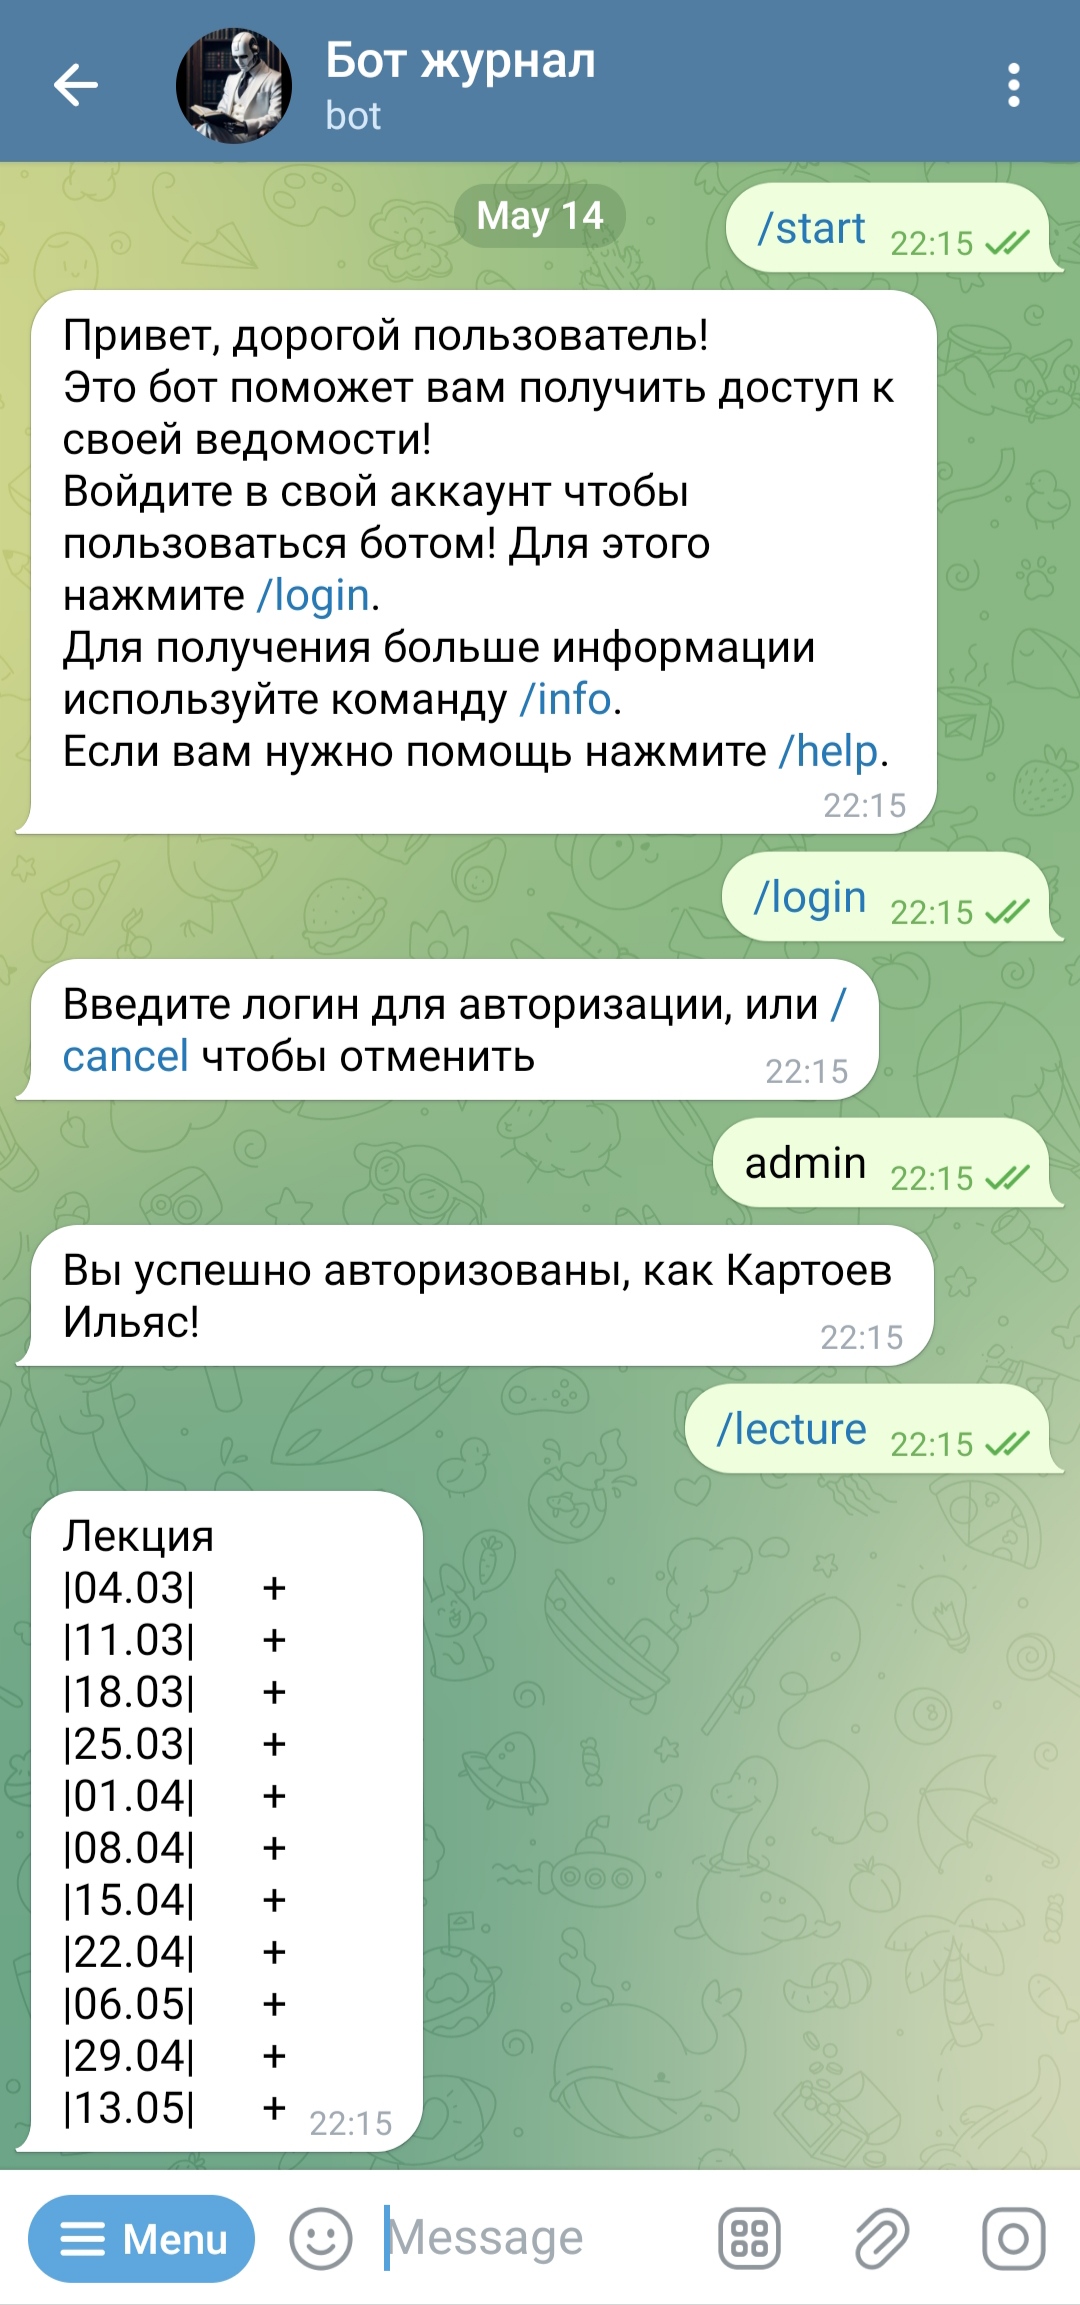 Бот журнал
bot
May 14
/start 22:15
Привет, дорогой пользователь!
Это бот поможет вам получить доступ к
своей ведомости!
Войдите в свой аккаунт чтобы
пользоваться ботом! Для этого
нажмите /login.
Для получения больше информации
используйте команду /info.
Если вам нужно помощь нажмите /help.
22:15
/login 22:15
Введите логин для авторизации, или /
cancel чтобы отменить 22:15
admin 22:15
Вы успешно авторизованы, как Картоев
Ильяс! 22:15
/lecture 22:15
Лекция
|04.03| +
|11.03| +
|18.03| +
|25.03| +
|01.04| +
|08.04| +
|15.04| +
|22.04| +
|06.05| +
|29.04| +
|13.05| + 22:15
Menu Message